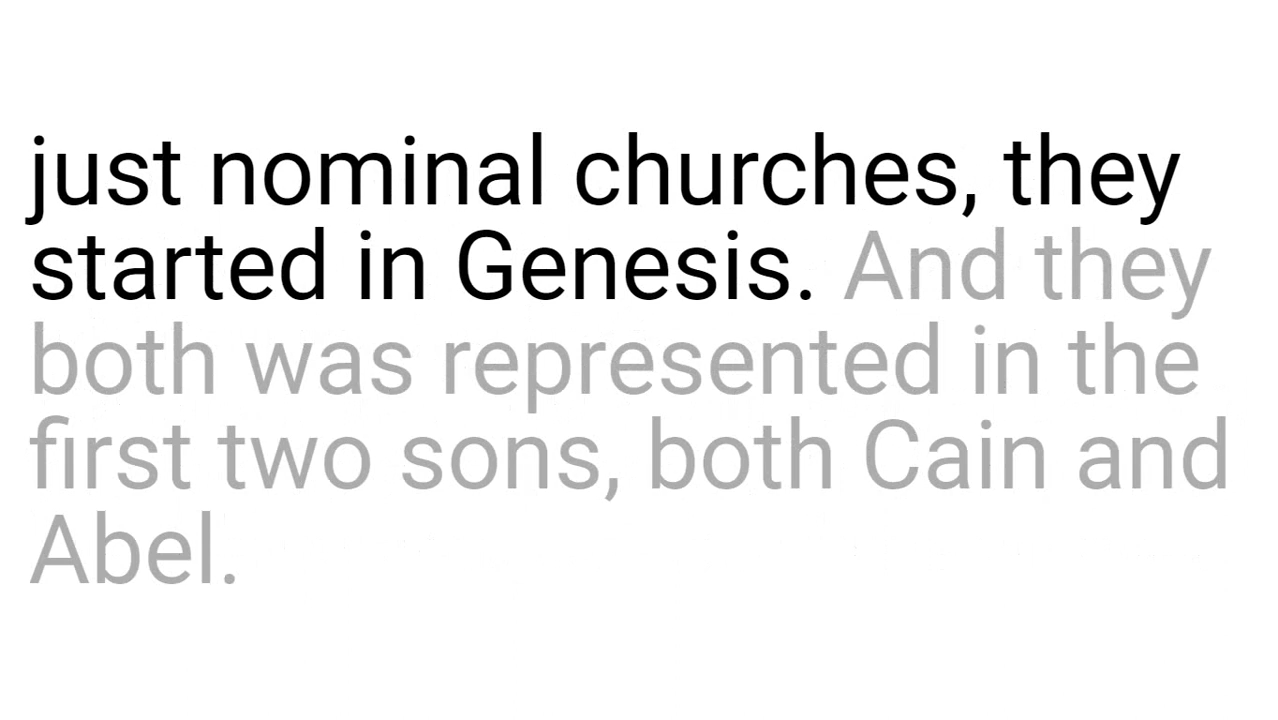 just nominal churches, they
started in Genesis. And they
both was represented in the
first two sons, both Cain and
Abel.